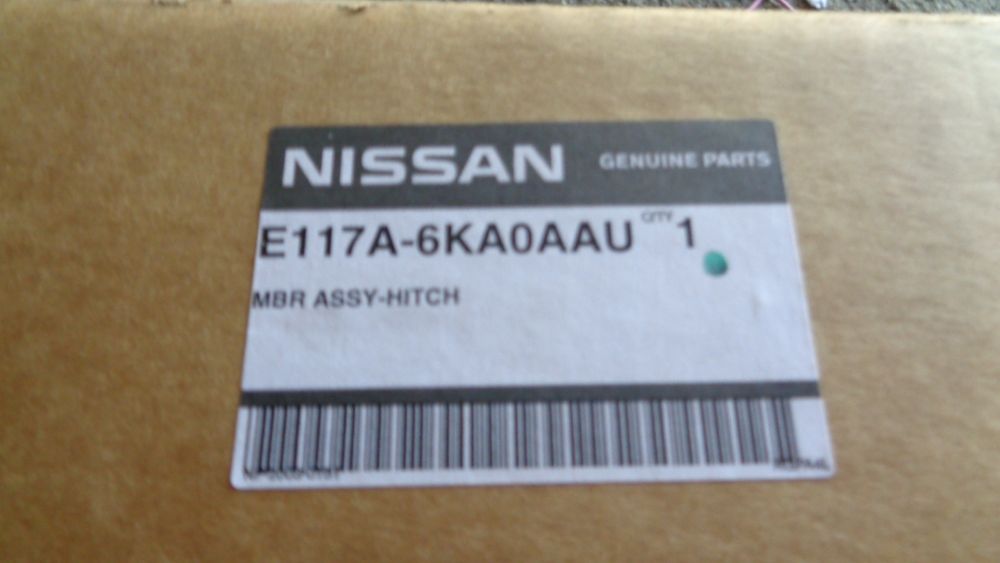 NISSAN GENUINE PARTS
E117A-6KA0AAU QTY 1
MBR ASSY-HITCH